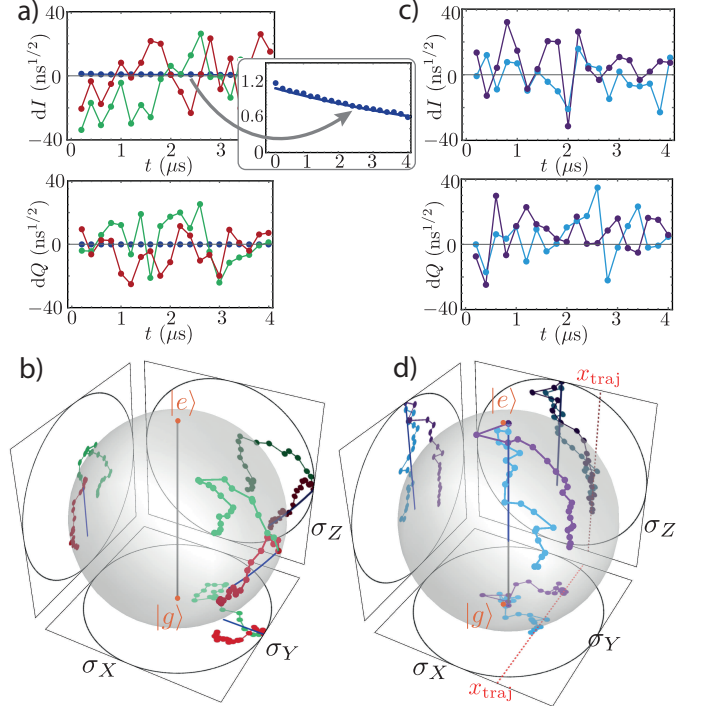 a)
c)
40
0
−40
dI (ns^1/2)
0 1 2 3 4
t (μs)
1.2
0.6
0
0 1 2 3 4
40
0
−40
dI (ns^1/2)
0 1 2 3 4
t (μs)
40
0
−40
dQ (ns^1/2)
0 1 2 3 4
t (μs)
40
0
−40
dQ (ns^1/2)
0 1 2 3 4
t (μs)
b)
|e⟩
|g⟩
σ_X
σ_Y
σ_Z
d)
x_traj
|e⟩
|g⟩
σ_X
σ_Y
σ_Z
x_traj